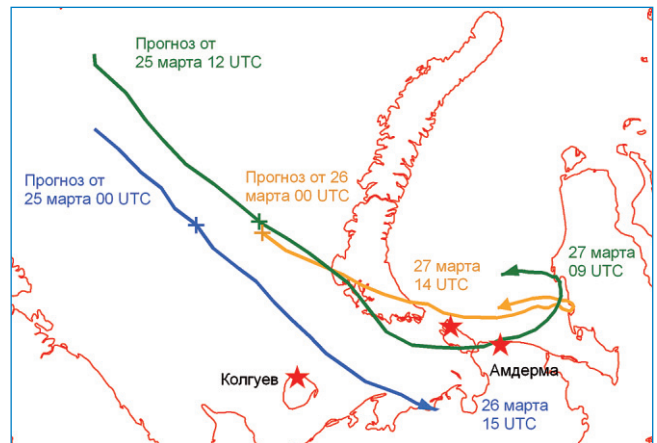 Прогноз от
25 марта 12 UTC
Прогноз от
25 марта 00 UTC
Прогноз от 26
марта 00 UTC
27 марта
14 UTC
27 марта
09 UTC
Колгуев
Амдерма
26 марта
15 UTC